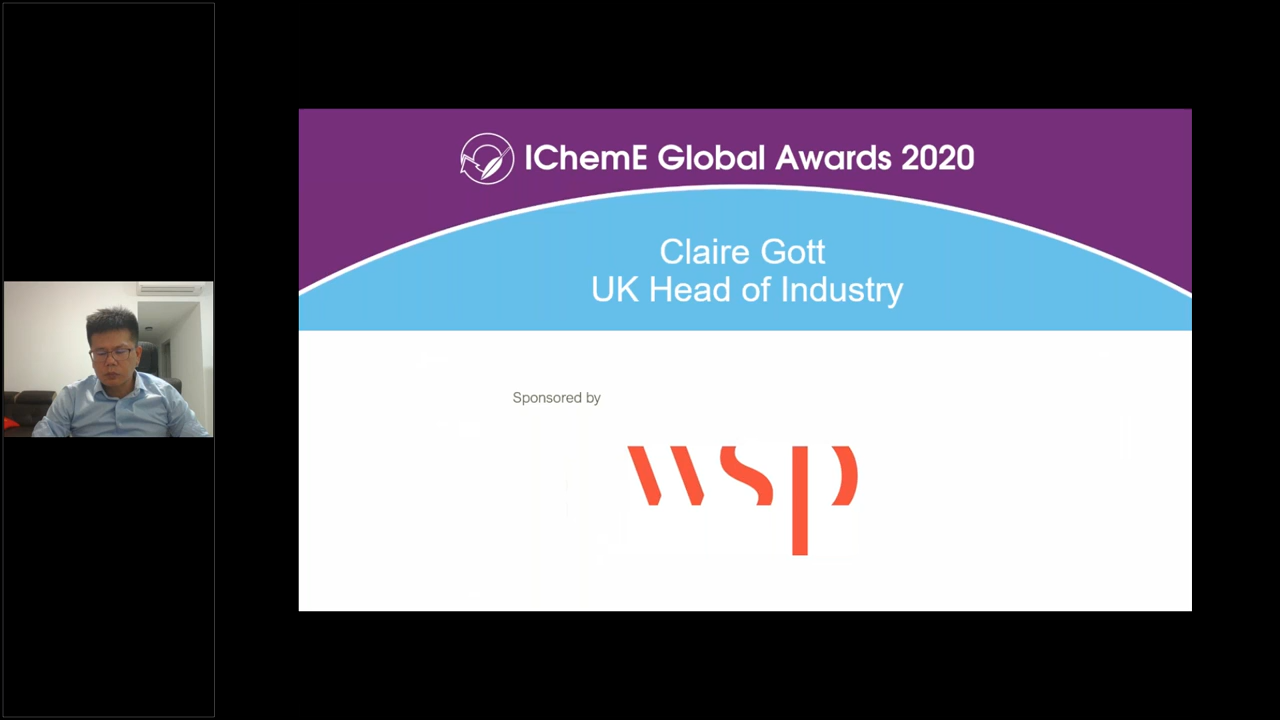 IChemE Global Awards 2020
Claire Gott
UK Head of Industry
Sponsored by
wsp